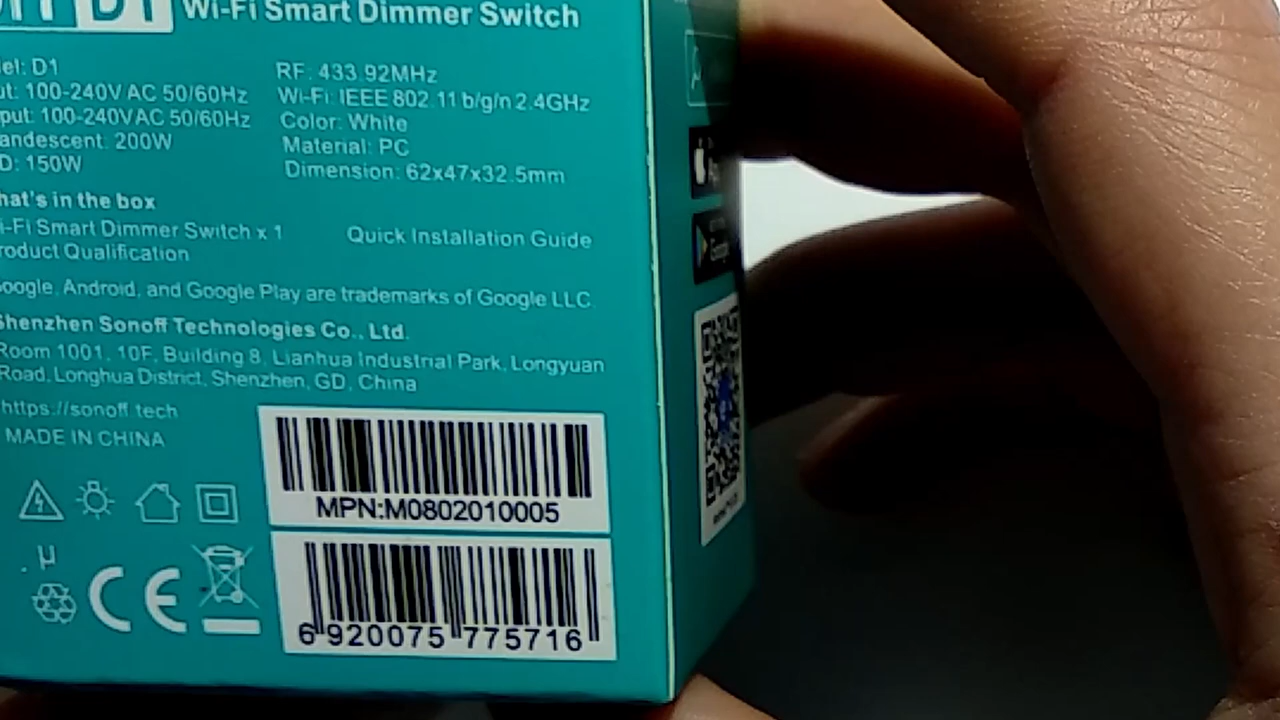 D1 Wi-Fi Smart Dimmer Switch
el: D1
RF: 433.92MHz
ut: 100-240V AC 50/60Hz
Wi-Fi: IEEE 802.11 b/g/n 2.4GHz
put: 100-240VAC 50/60Hz
Color: White
andescent: 200W
Material: PC
D: 150W
Dimension: 62x47x32.5mm
hat's in the box
i-Fi Smart Dimmer Switch x 1
Quick Installation Guide
roduct Qualification
oogle, Android, and Google Play are trademarks of Google LLC.
Shenzhen Sonoff Technologies Co., Ltd.
Room 1001, 10F, Building 8, Lianhua Industrial Park, Longyuan
Road, Longhua District, Shenzhen, GD, China
https://sonoff.tech
MADE IN CHINA
MPN:M0802010005
μ
CE
6 920075 775716